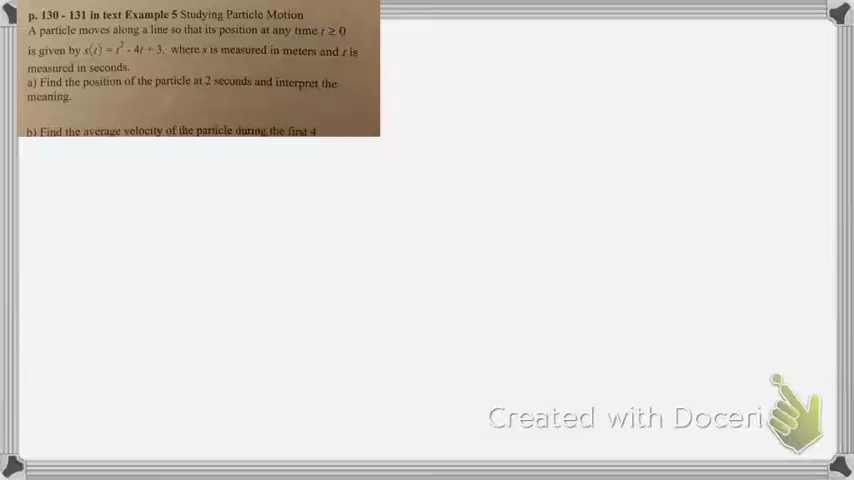 p. 130 - 131 in text Example 5 Studying Particle Motion
A particle moves along a line so that its position at any time t ≥ 0
is given by s(t) = t² - 4t + 3, where s is measured in meters and t is
measured in seconds.
a) Find the position of the particle at 2 seconds and interpret the
meaning.
b) Find the average velocity of the particle during the first 4
Created with Doceri